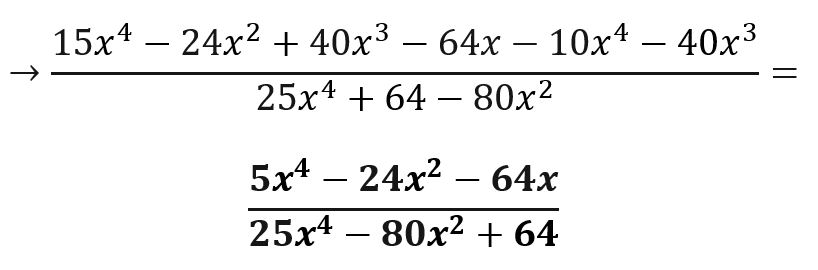 → (15x⁴ − 24x² + 40x³ − 64x − 10x⁴ − 40x³)/(25x⁴ + 64 − 80x²) =
(5x⁴ − 24x² − 64x)/(25x⁴ − 80x² + 64)